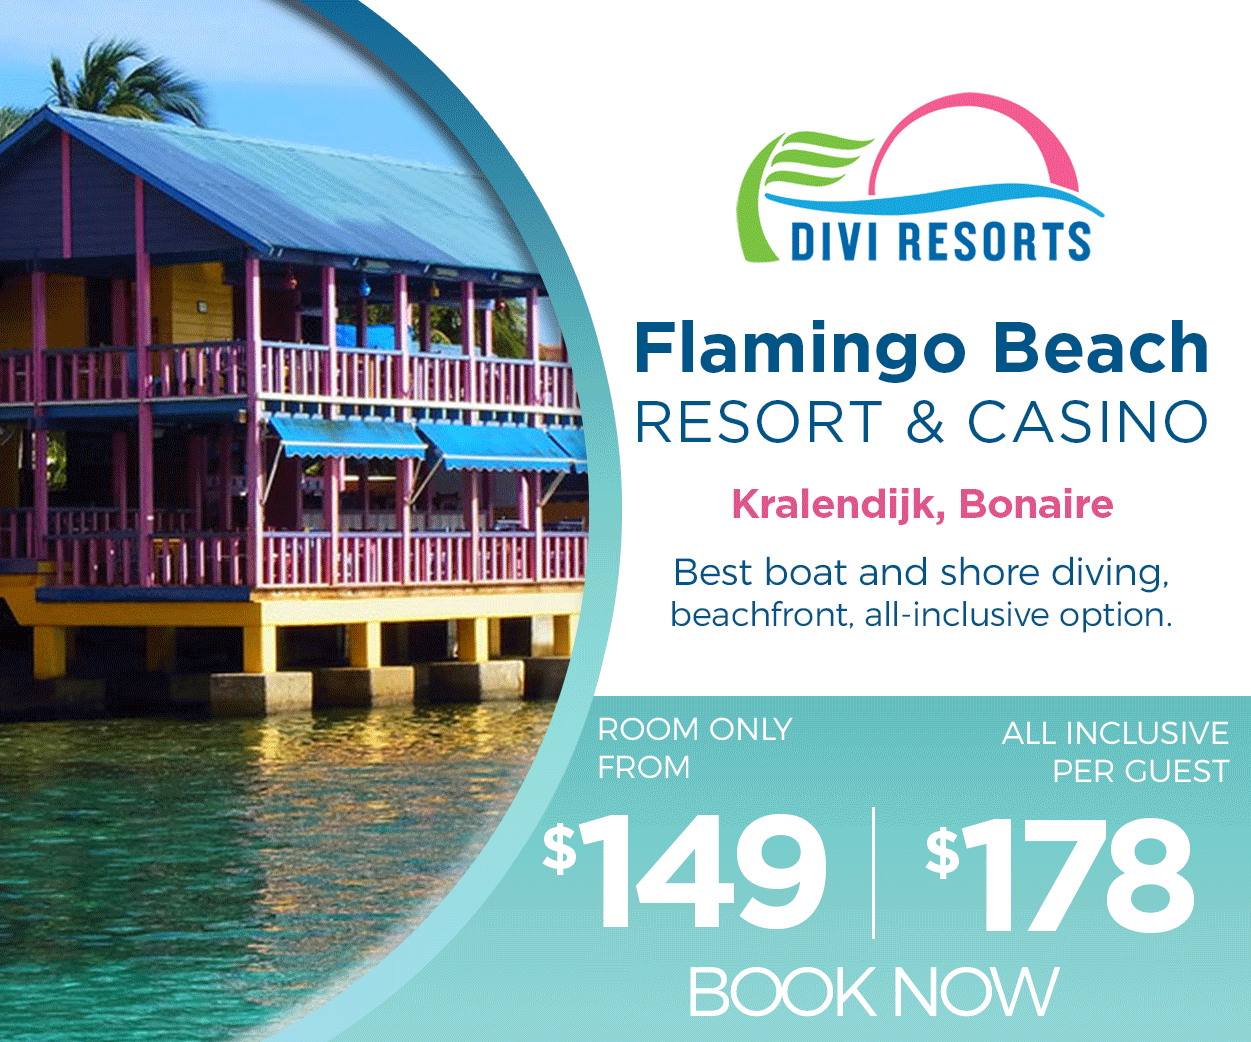 DIVI RESORTS
Flamingo Beach
RESORT & CASINO
Kralendijk, Bonaire
Best boat and shore diving,
beachfront, all-inclusive option.
ROOM ONLY
FROM
$149
ALL INCLUSIVE
PER GUEST
$178
BOOK NOW